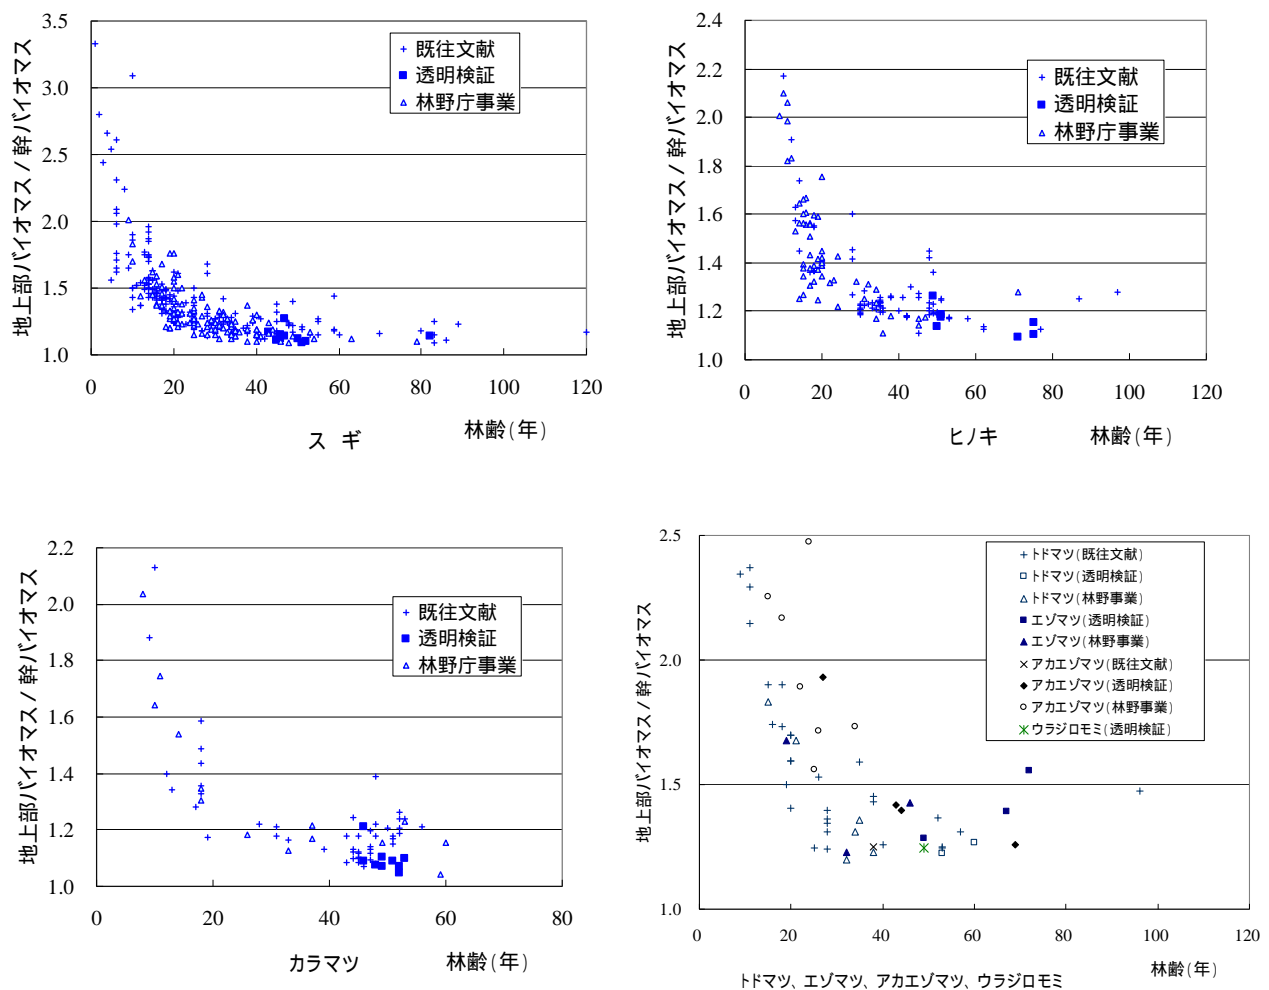 地上部バイオマス / 幹バイオマス
3.5
3.0
2.5
2.0
1.5
1.0
0 20 40 60 80 100 120
既往文献
透明検証
林野庁事業
ス ギ
林齢(年)
地上部バイオマス / 幹バイオマス
2.4
2.2
2.0
1.8
1.6
1.4
1.2
1.0
0 20 40 60 80 100 120
既往文献
透明検証
林野庁事業
ヒノキ
林齢(年)
地上部バイオマス / 幹バイオマス
2.2
2.0
1.8
1.6
1.4
1.2
1.0
0 20 40 60 80
既往文献
透明検証
林野庁事業
カラマツ
林齢(年)
地上部バイオマス / 幹バイオマス
2.5
2.0
1.5
1.0
0 20 40 60 80 100 120
トドマツ(既往文献)
トドマツ(透明検証)
トドマツ(林野事業)
エゾマツ(透明検証)
エゾマツ(林野事業)
アカエゾマツ(既往文献)
アカエゾマツ(透明検証)
アカエゾマツ(林野事業)
ウラジロモミ(透明検証)
林齢(年)
トドマツ、エゾマツ、アカエゾマツ、ウラジロモミ